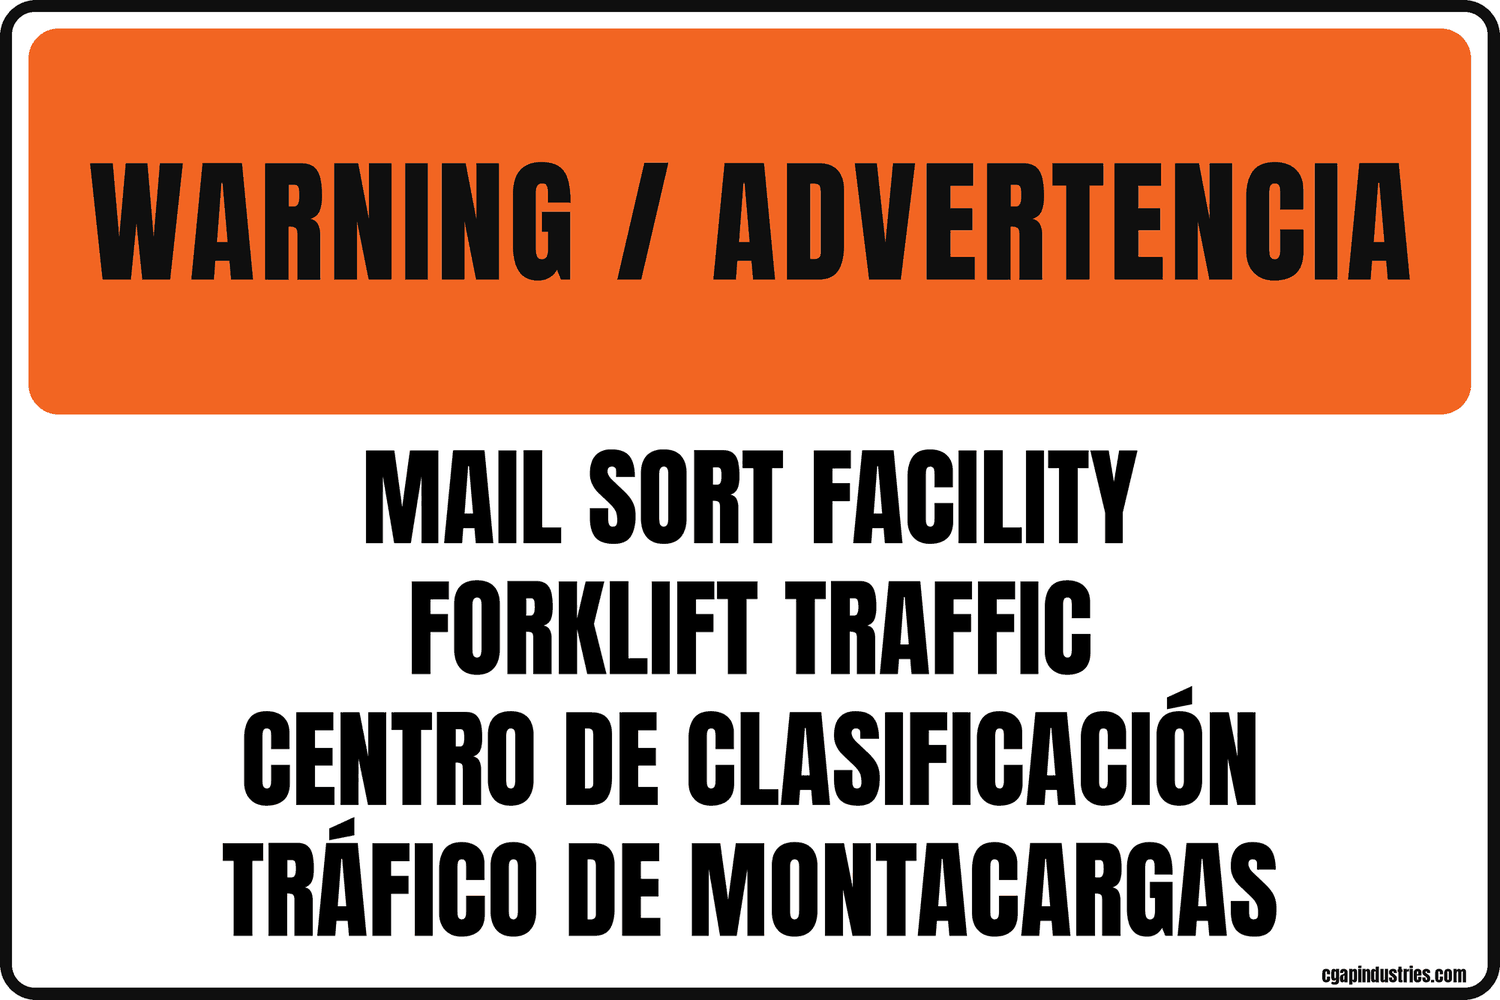 WARNING / ADVERTENCIA
MAIL SORT FACILITY
FORKLIFT TRAFFIC
CENTRO DE CLASIFICACIÓN
TRÁFICO DE MONTACARGAS
cgapindustries.com